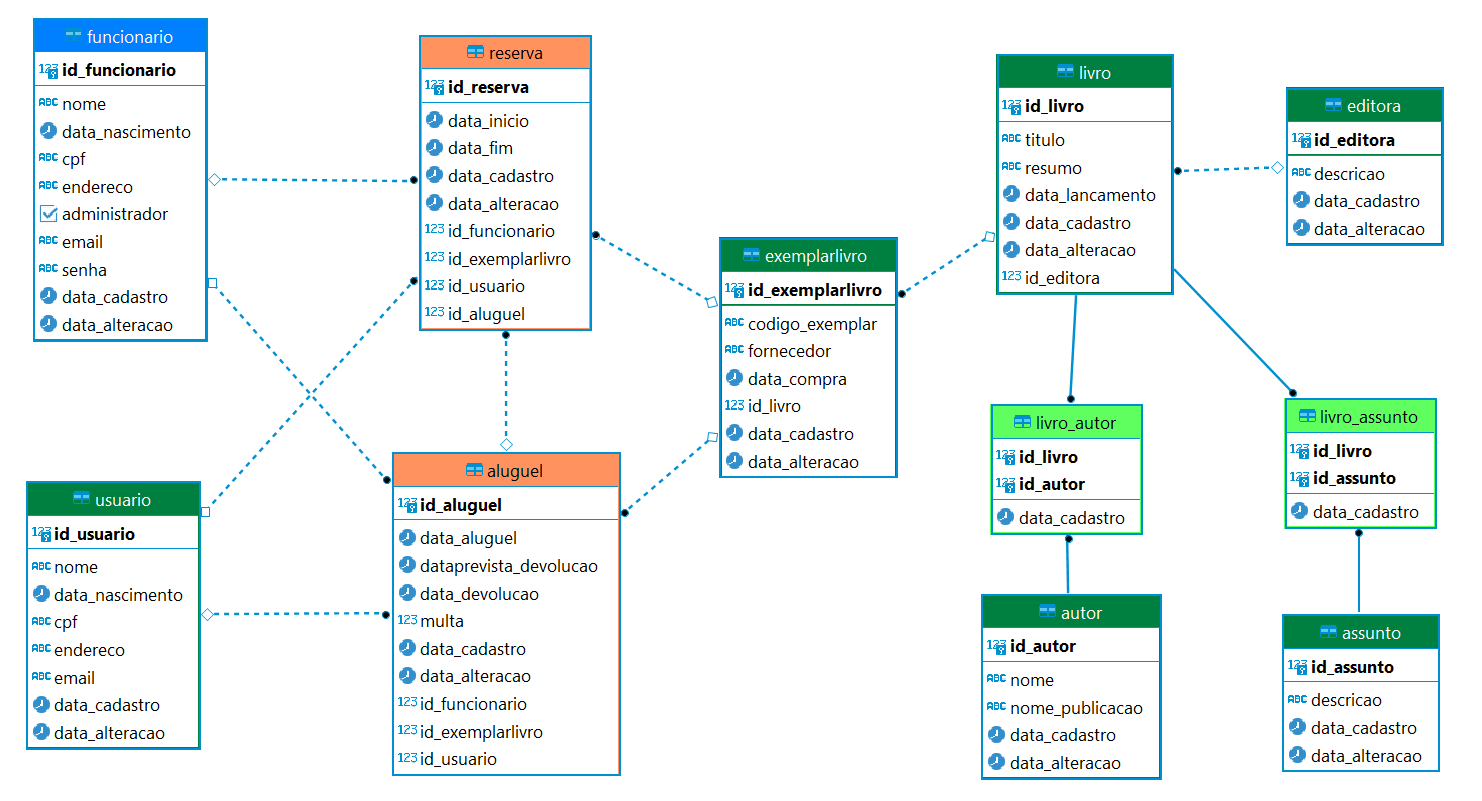 funcionario
id_funcionario
nome
data_nascimento
cpf
endereco
administrador
email
senha
data_cadastro
data_alteracao
reserva
id_reserva
data_inicio
data_fim
data_cadastro
data_alteracao
id_funcionario
id_exemplarlivro
id_usuario
id_aluguel
livro
id_livro
titulo
resumo
data_lancamento
data_cadastro
data_alteracao
id_editora
editora
id_editora
descricao
data_cadastro
data_alteracao
exemplarlivro
id_exemplarlivro
codigo_exemplar
fornecedor
data_compra
id_livro
data_cadastro
data_alteracao
usuario
id_usuario
nome
data_nascimento
cpf
endereco
email
data_cadastro
data_alteracao
aluguel
id_aluguel
data_aluguel
dataprevista_devolucao
data_devolucao
multa
data_cadastro
data_alteracao
id_funcionario
id_exemplarlivro
id_usuario
livro_autor
id_livro
id_autor
data_cadastro
livro_assunto
id_livro
id_assunto
data_cadastro
autor
id_autor
nome
nome_publicacao
data_cadastro
data_alteracao
assunto
id_assunto
descricao
data_cadastro
data_alteracao